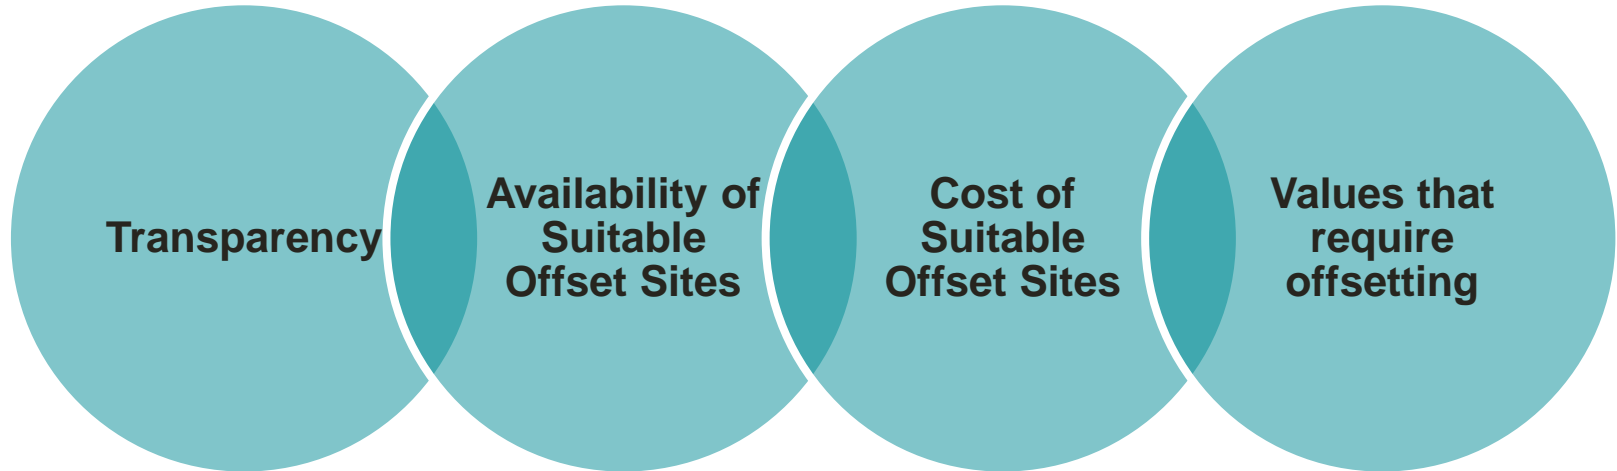 Transparency
Availability of
Suitable
Offset Sites
Cost of
Suitable
Offset Sites
Values that
require
offsetting